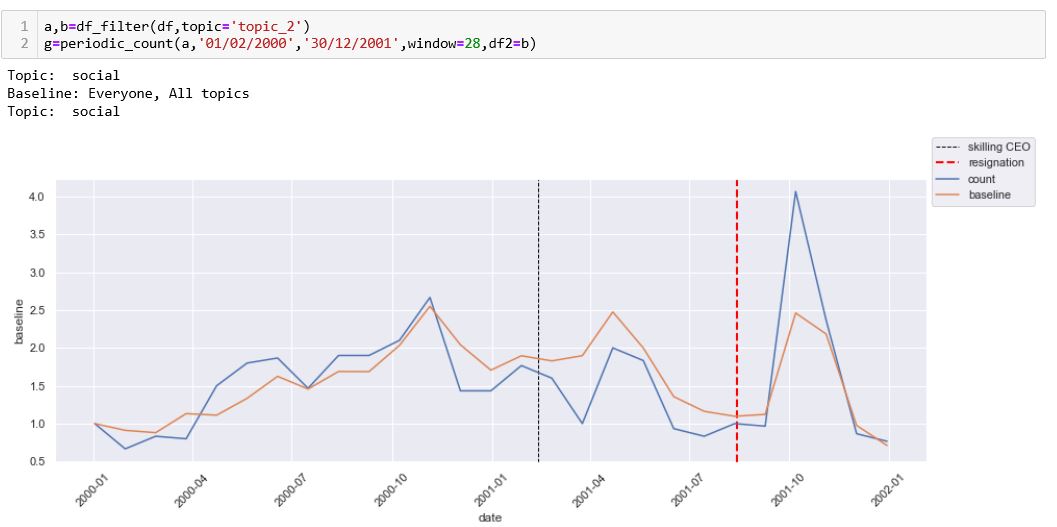 1 a,b=df_filter(df,topic='topic_2')
2 g=periodic_count(a,'01/02/2000','30/12/2001',window=28,df2=b)
Topic:  social
Baseline: Everyone, All topics
Topic:  social
skilling CEO
resignation
count
baseline
4.0
3.5
3.0
2.5
2.0
1.5
1.0
0.5
baseline
2000-01
2000-04
2000-07
2000-10
2001-01
2001-04
2001-07
2001-10
2002-01
date